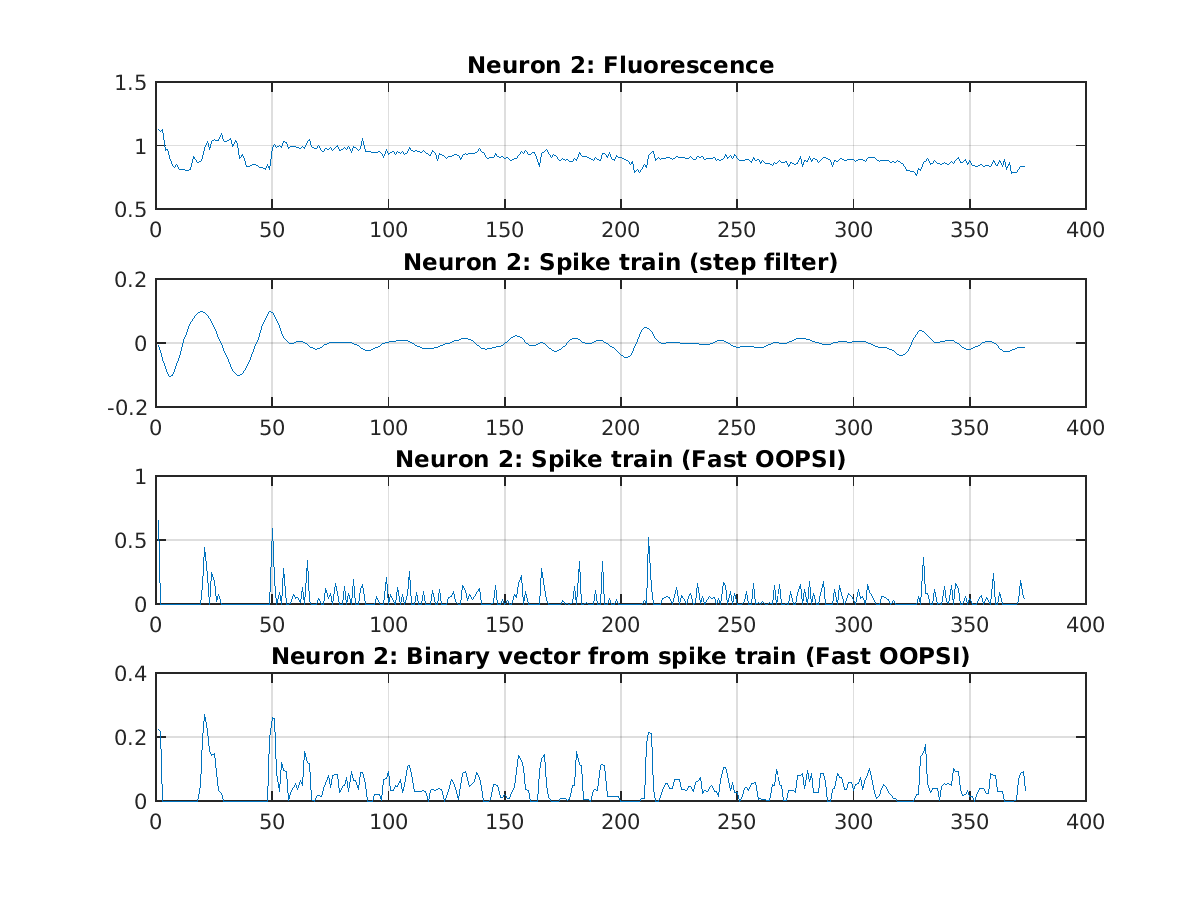 Neuron 2: Fluorescence
1.5
1
0.5
0 50 100 150 200 250 300 350 400
Neuron 2: Spike train (step filter)
0.2
0
-0.2
0 50 100 150 200 250 300 350 400
Neuron 2: Spike train (Fast OOPSI)
1
0.5
0
0 50 100 150 200 250 300 350 400
Neuron 2: Binary vector from spike train (Fast OOPSI)
0.4
0.2
0
0 50 100 150 200 250 300 350 400